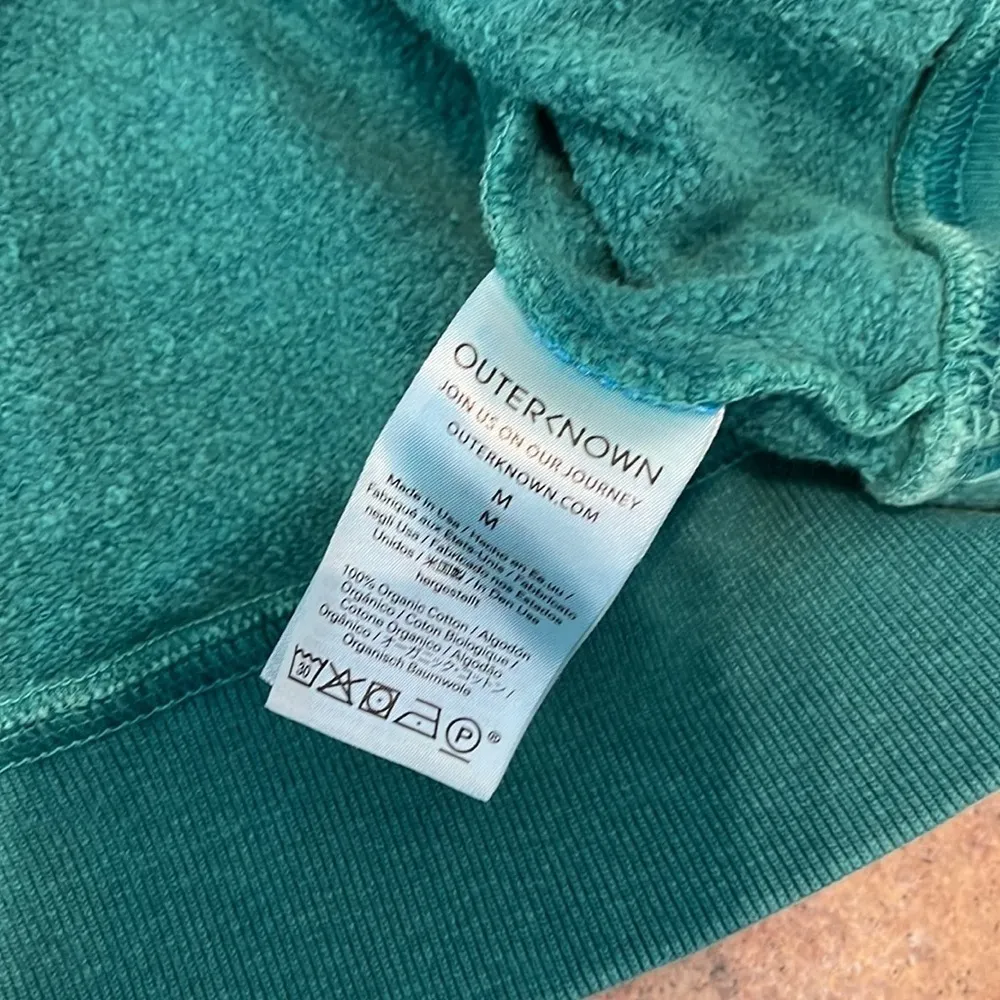 OUTERKNOWN
JOIN US ON OUR JOURNEY
OUTERKNOWN.COM
M
M
Made in Usa / Hecho en Ee.uu /
Fabriqué aux États-Unis / Fabbricato
negli Usa / Fabricado nos Estados
Unidos / 米国製 / In Den Usa
hergestellt
100% Organic Cotton / Algodón
Orgánico / Coton Biologique /
Cotone Organico / Algodão
Orgânico / オーガニック・コットン /
Organisch Baumwole
30
P ®